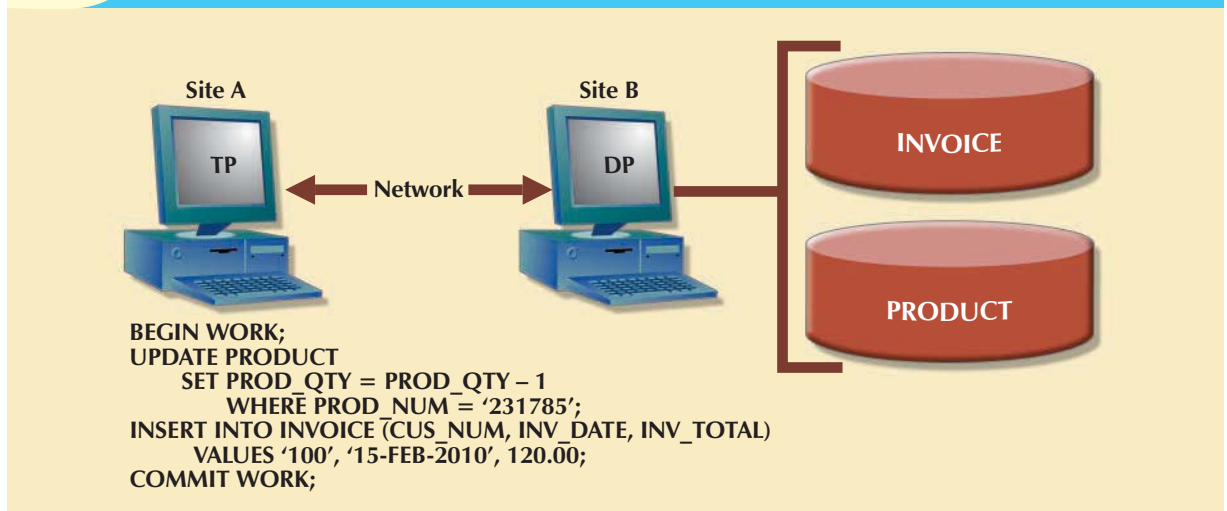 Site A
Site B
TP
DP
Network
INVOICE
PRODUCT
BEGIN WORK;
UPDATE PRODUCT
SET PROD_QTY = PROD_QTY – 1
WHERE PROD_NUM = ‘231785’;
INSERT INTO INVOICE (CUS_NUM, INV_DATE, INV_TOTAL)
VALUES ‘100’, ‘15-FEB-2010’, 120.00;
COMMIT WORK;